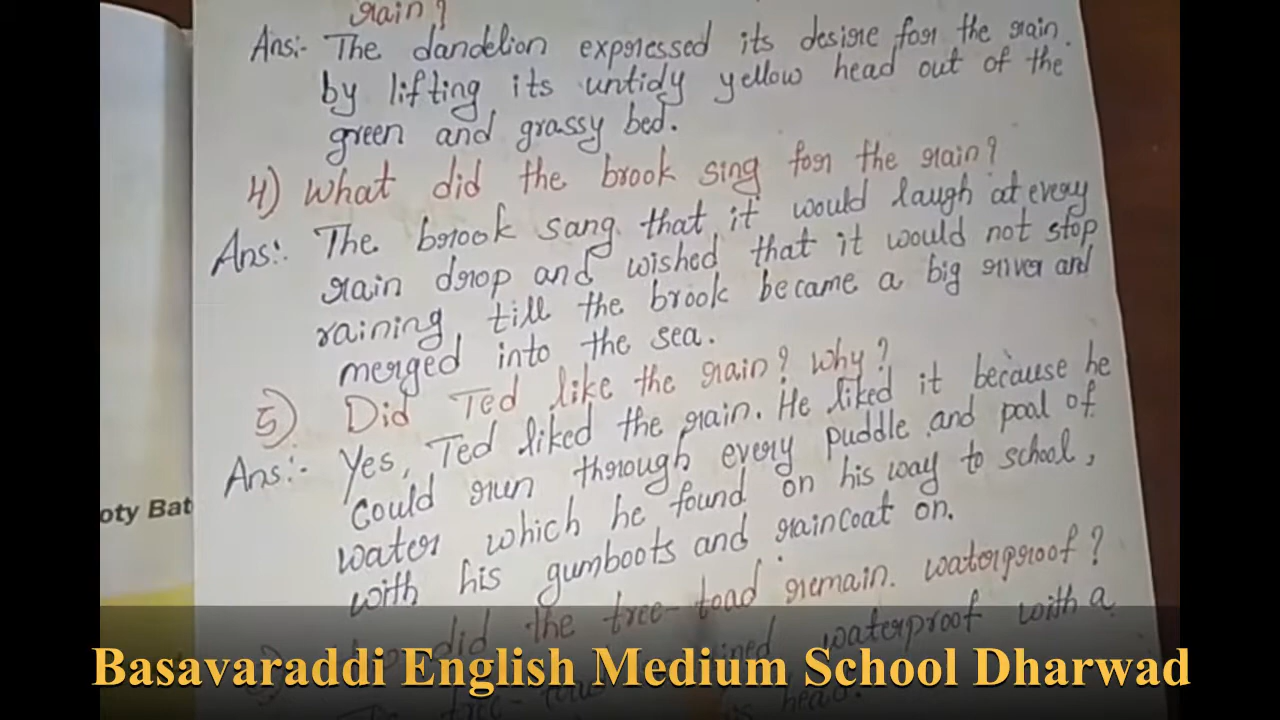 rain?
Ans:- The dandelion expressed its desire for the rain
by lifting its untidy yellow head out of the
green and grassy bed.
4) What did the brook sing for the rain?
Ans:- The brook sang that it would laugh at every
rain drop and wished that it would not stop
raining till the brook became a big river and
merged into the sea.
5) Did Ted like the rain? Why?
Ans:- Yes, Ted liked the rain. He liked it because he
could run through every puddle and pool of
water which he found on his way to school,
with his gumboots and raincoat on.
did the tree-toad remain waterproof?
waterproof with a
head.
oty Bat
Basavaraddi English Medium School Dharwad